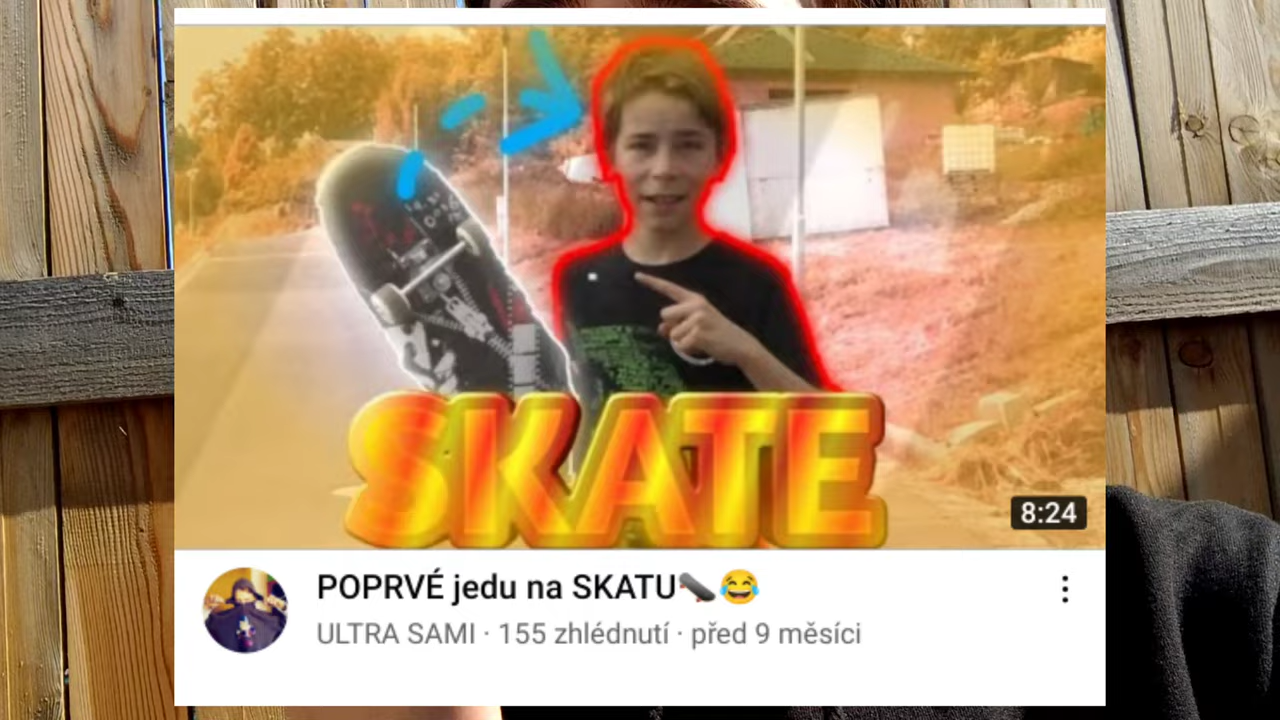 SKATE
8:24
POPRVÉ jedu na SKATU🛹😂
ULTRA SAMI · 155 zhlédnutí · před 9 měsíci